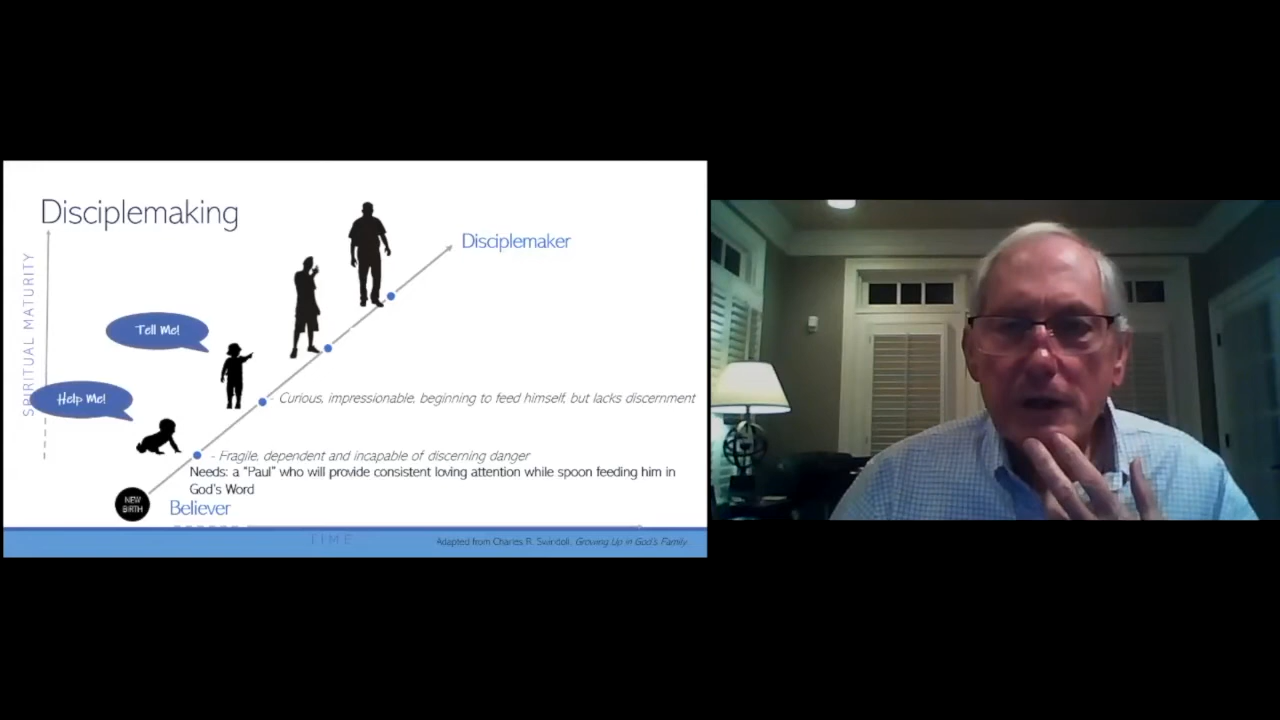 Disciplemaking
Disciplemaker
SPIRITUAL MATURITY
Tell Me!
Help Me!
- Curious, impressionable, beginning to feed himself, but lacks discernment
- Fragile, dependent and incapable of discerning danger
Needs: a "Paul" who will provide consistent loving attention while spoon feeding him in
God's Word
NEW
BIRTH
Believer
TIME
Adapted from Charles R. Swindoll, Growing Up in God's Family